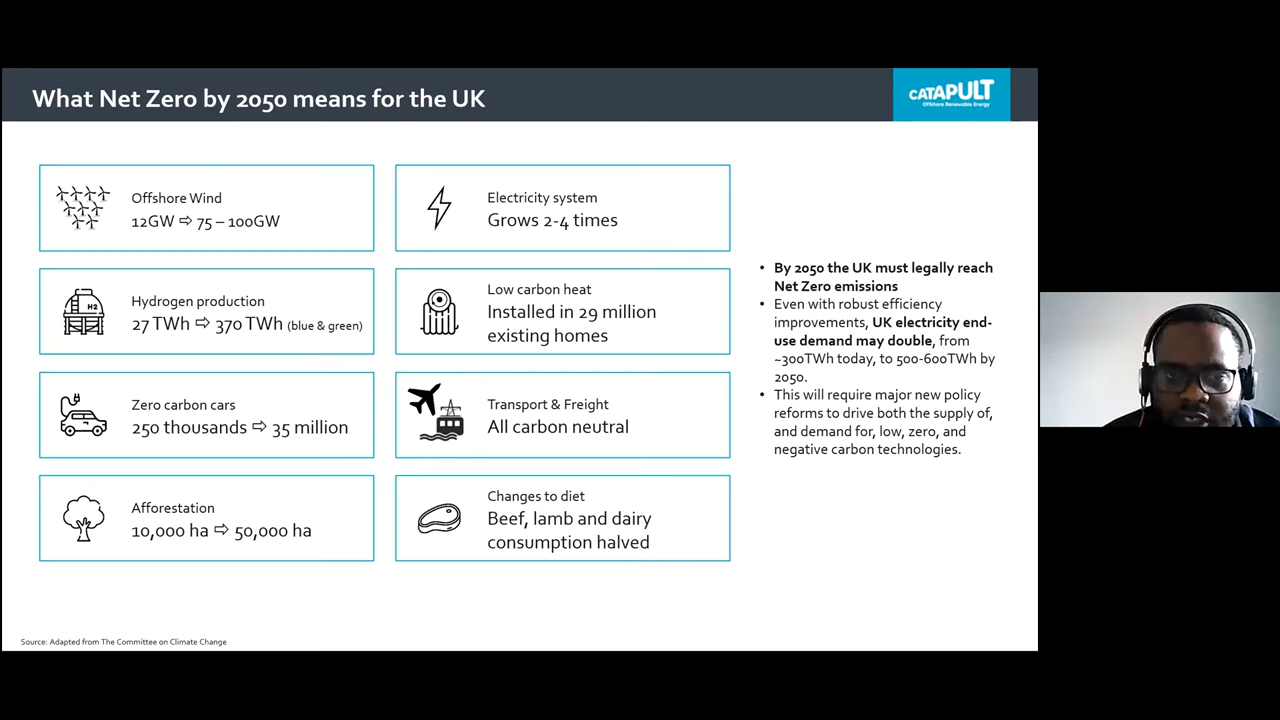 What Net Zero by 2050 means for the UK
CATAPULT
Offshore Renewable Energy
Offshore Wind
12GW ⇨ 75 – 100GW
Electricity system
Grows 2-4 times
H2
Hydrogen production
27 TWh ⇨ 370 TWh (blue & green)
Low carbon heat
Installed in 29 million
existing homes
Zero carbon cars
250 thousands ⇨ 35 million
Transport & Freight
All carbon neutral
Afforestation
10,000 ha ⇨ 50,000 ha
Changes to diet
Beef, lamb and dairy
consumption halved
• By 2050 the UK must legally reach
Net Zero emissions
• Even with robust efficiency
improvements, UK electricity end-
use demand may double, from
~300TWh today, to 500-600TWh by
2050.
• This will require major new policy
reforms to drive both the supply of,
and demand for, low, zero, and
negative carbon technologies.
Source: Adapted from The Committee on Climate Change